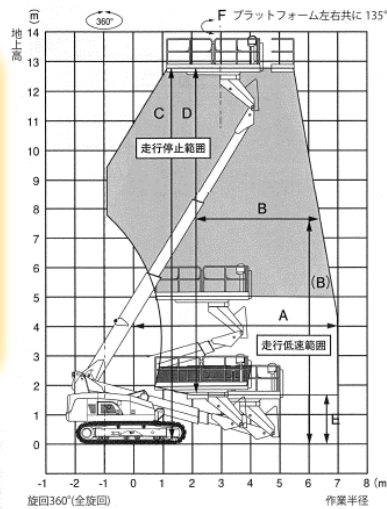 360°
F プラットフォーム左右共に 135°
(m)
地上高
14
13
12
11
10
9
8
7
6
5
4
3
2
1
0
C
D
走行停止範囲
B
(B)
A
走行低速範囲
E
-1 0 1 2 3 4 5 6 7 8 (m)
旋回360°(全旋回)
作業半径